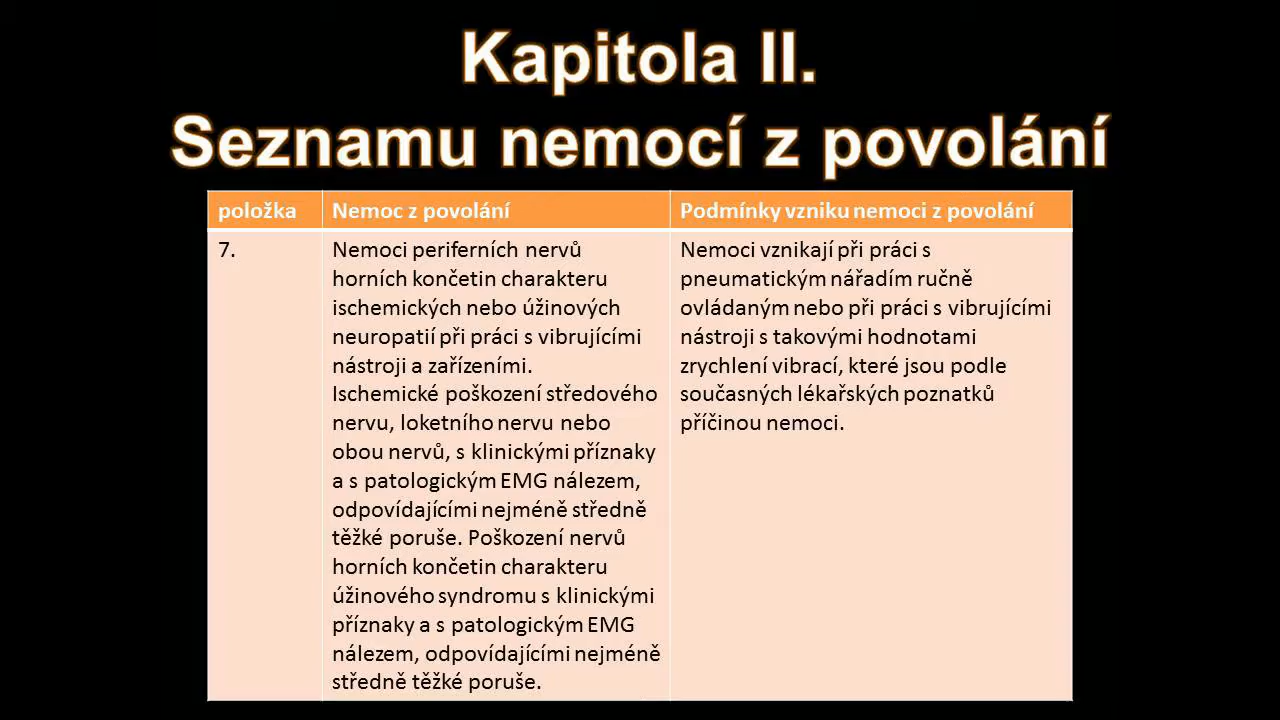 Kapitola II.
Seznamu nemocí z povolání
položka
Nemoc z povolání
Podmínky vzniku nemoci z povolání
7.
Nemoci periferních nervů
horních končetin charakteru
ischemických nebo úžinových
neuropatií při práci s vibrujícími
nástroji a zařízeními.
Ischemické poškození středového
nervu, loketního nervu nebo
obou nervů, s klinickými příznaky
a s patologickým EMG nálezem,
odpovídajícími nejméně středně
těžké poruše. Poškození nervů
horních končetin charakteru
úžinového syndromu s klinickými
příznaky a s patologickým EMG
nálezem, odpovídajícími nejméně
středně těžké poruše.
Nemoci vznikají při práci s
pneumatickým nářadím ručně
ovládaným nebo při práci s vibrujícími
nástroji s takovými hodnotami
zrychlení vibrací, které jsou podle
současných lékařských poznatků
příčinou nemoci.